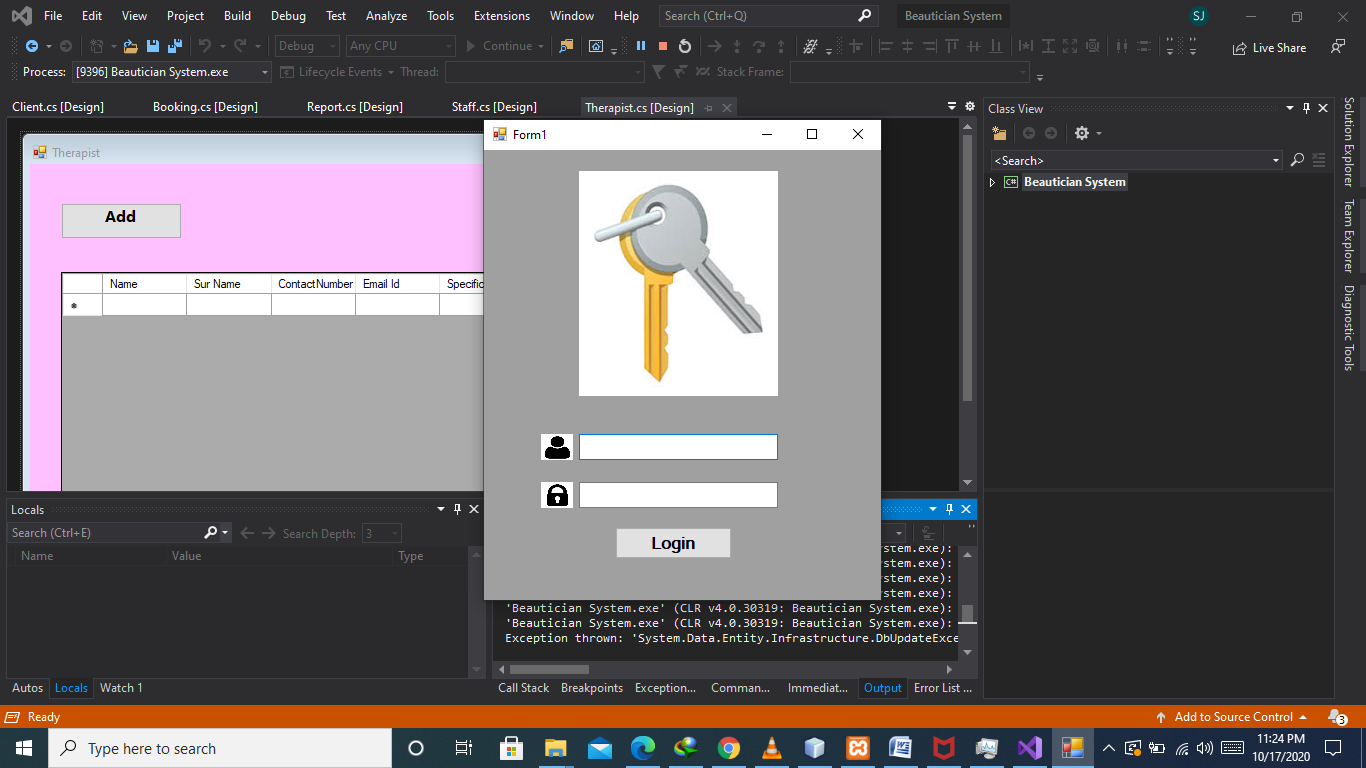 File Edit View Project Build Debug Test Analyze Tools Extensions Window Help Search (Ctrl+Q) Beautician System SJ
Debug Any CPU Continue Live Share
Process: [9396] Beautician System.exe Lifecycle Events Thread: Stack Frame:
Client.cs [Design] Booking.cs [Design] Report.cs [Design] Staff.cs [Design] Therapist.cs [Design]
Therapist
Add
Name Sur Name ContactNumber Email Id Specific
*
Form1
Login
Class View
<Search>
C# Beautician System
Solution Explorer
Team Explorer
Diagnostic Tools
Locals
Search (Ctrl+E) Search Depth: 3
Name Value Type
Autos Locals Watch 1
ystem.exe):
ystem.exe):
ystem.exe):
ystem.exe):
'Beautician System.exe' (CLR v4.0.30319: Beautician System.exe):
'Beautician System.exe' (CLR v4.0.30319: Beautician System.exe):
Exception thrown: 'System.Data.Entity.Infrastructure.DbUpdateExce
Call Stack Breakpoints Exception... Comman... Immediat... Output Error List ...
Ready Add to Source Control 3
Type here to search
11:24 PM
10/17/2020